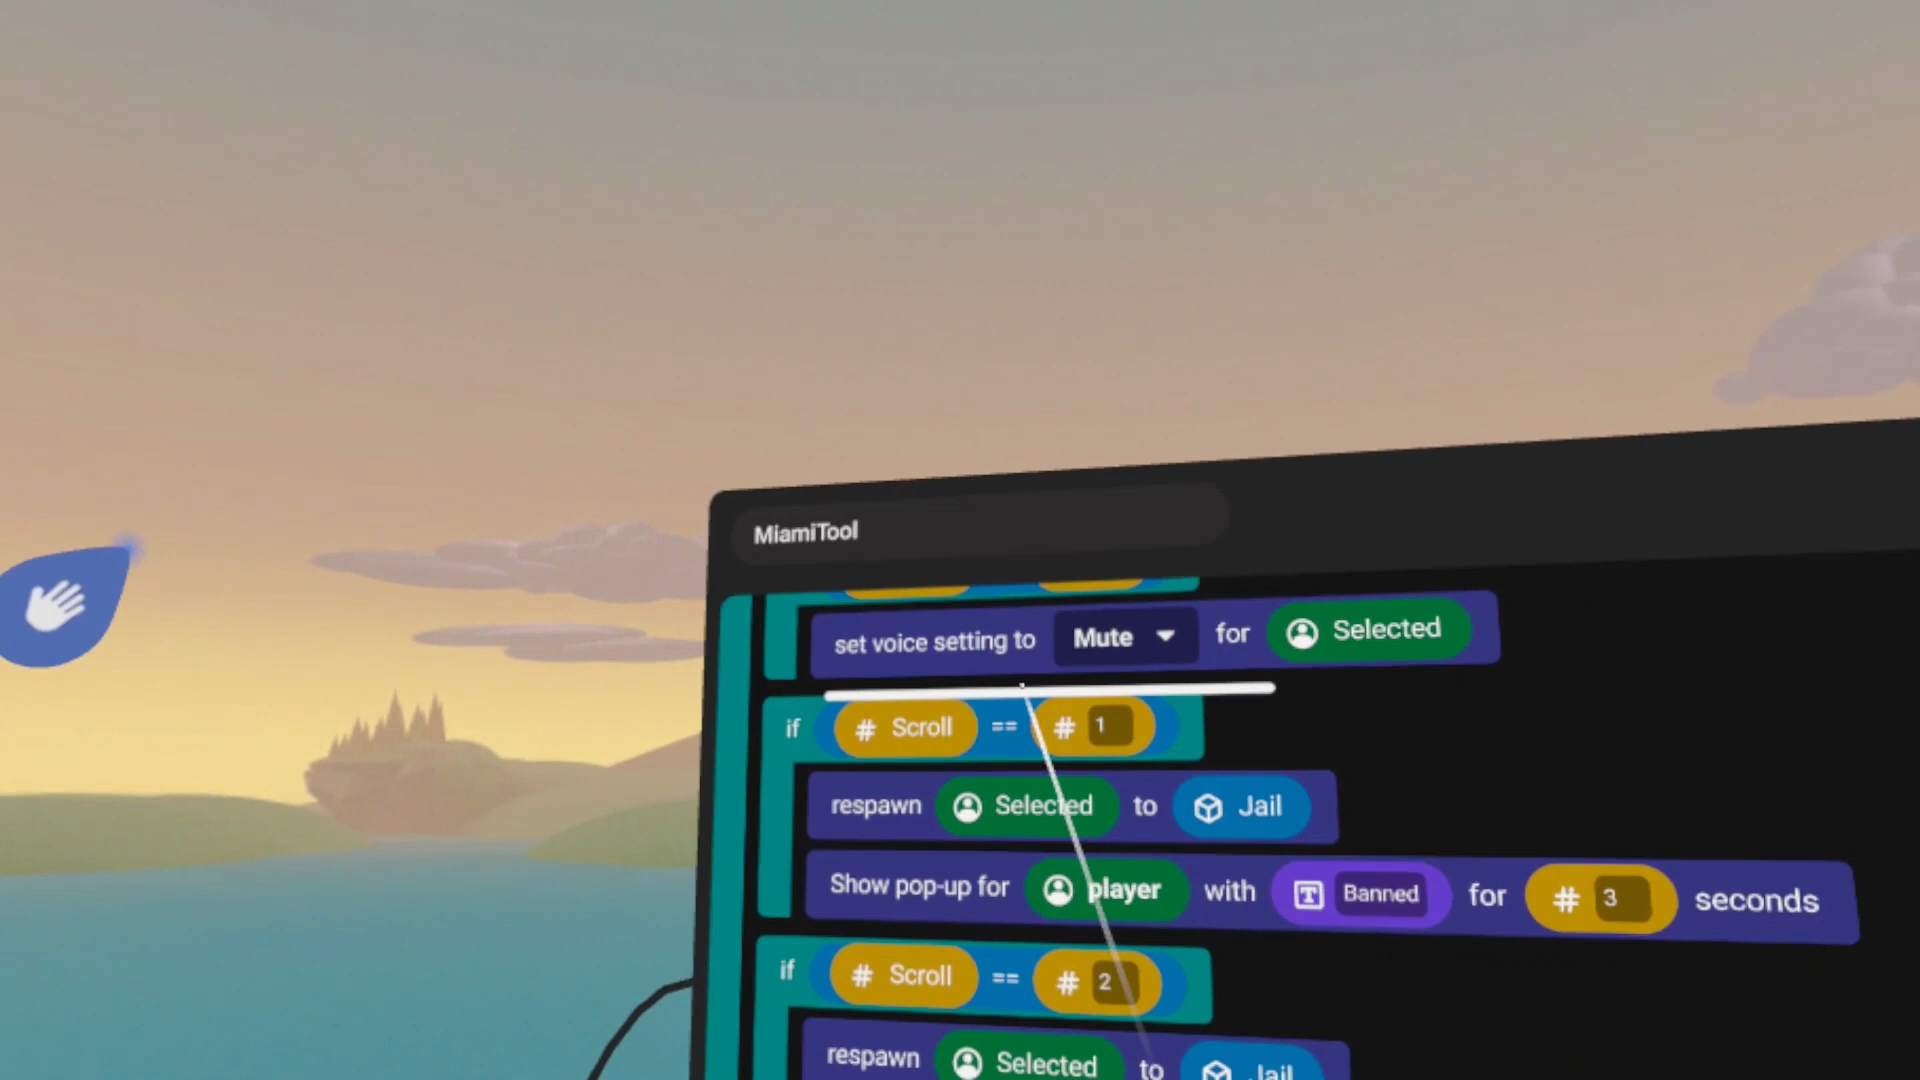 MiamiTool
set voice setting to Mute for Selected
if # Scroll == # 1
respawn Selected to Jail
Show pop-up for player with T Banned for # 3 seconds
if # Scroll == # 2
respawn Selected to Jail